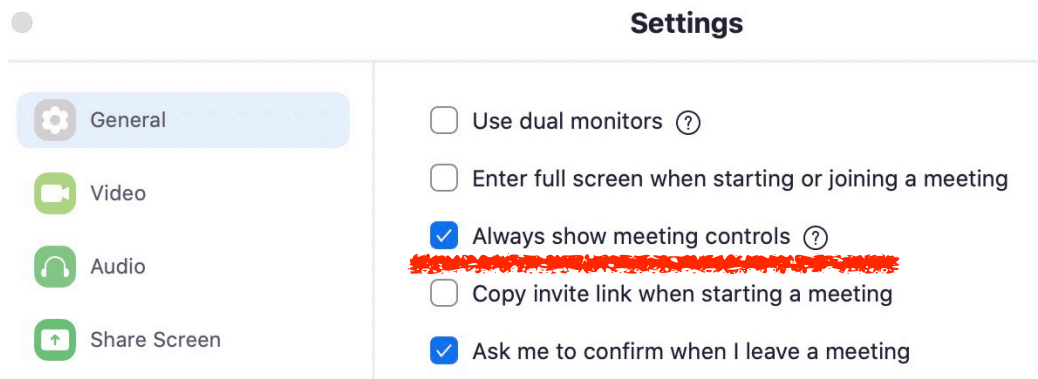 Settings
General
Video
Audio
Share Screen
Use dual monitors ?
Enter full screen when starting or joining a meeting
Always show meeting controls ?
Copy invite link when starting a meeting
Ask me to confirm when I leave a meeting